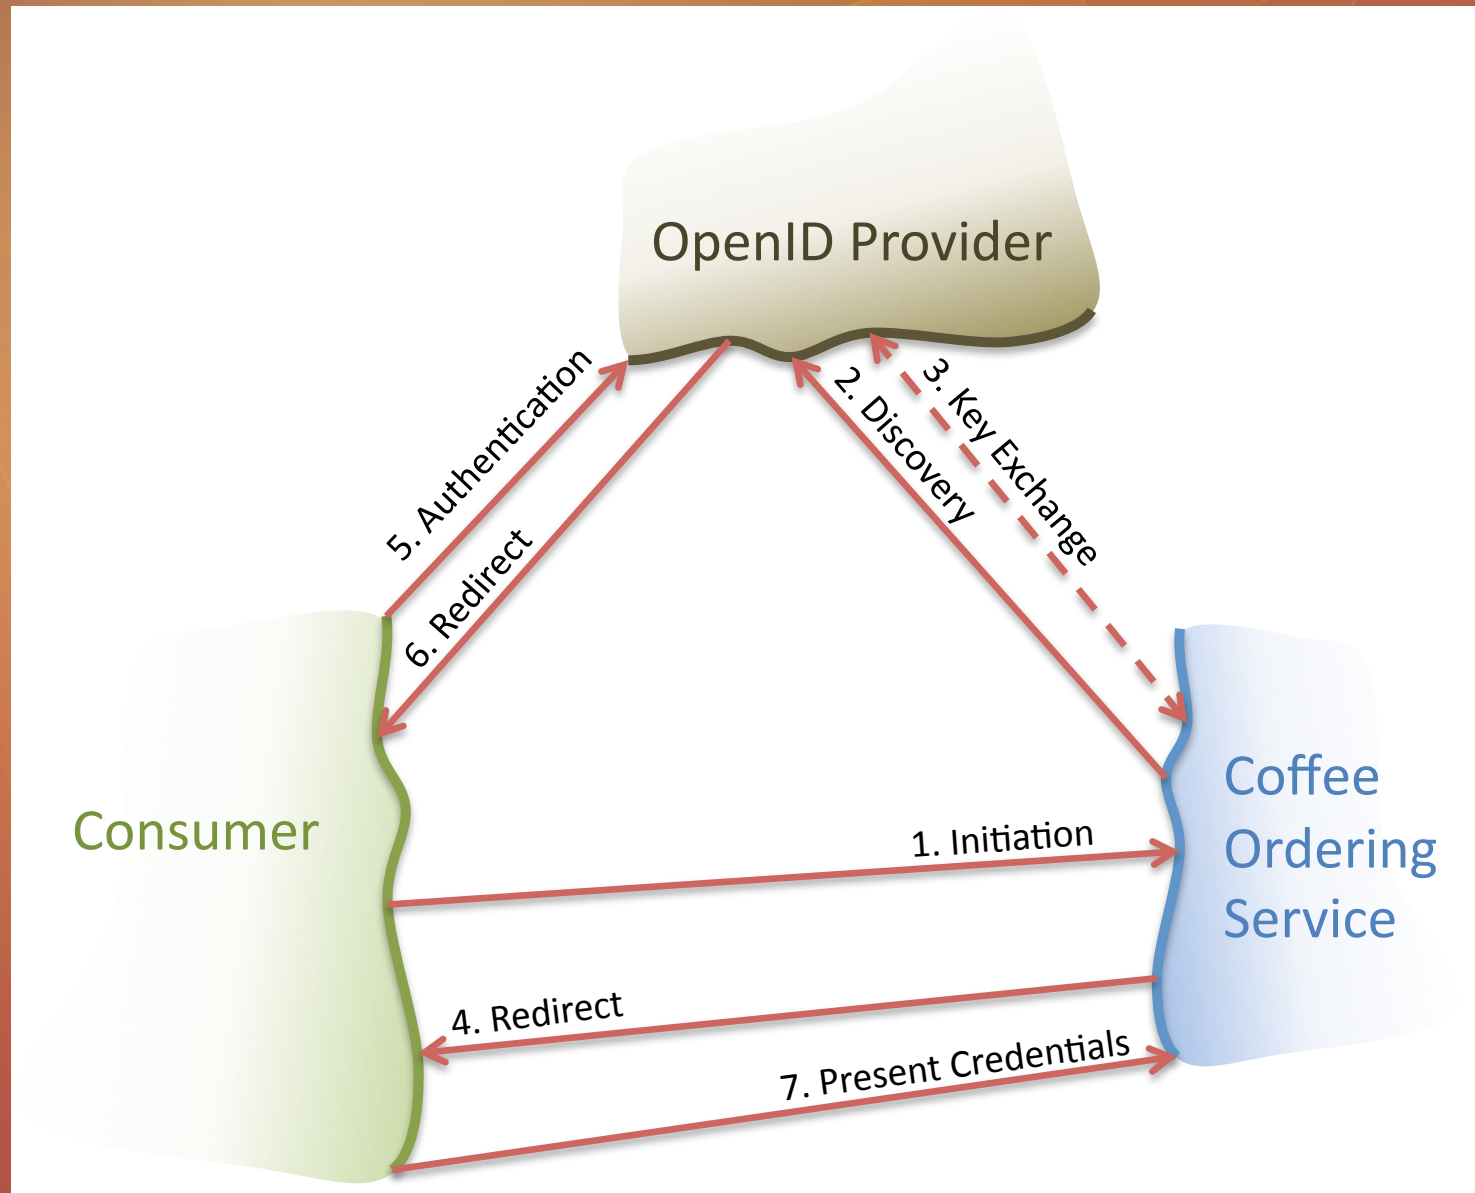 OpenID Provider
5. Authentication
6. Redirect
2. Discovery
3. Key Exchange
Consumer
Coffee
Ordering
Service
1. Initiation
4. Redirect
7. Present Credentials